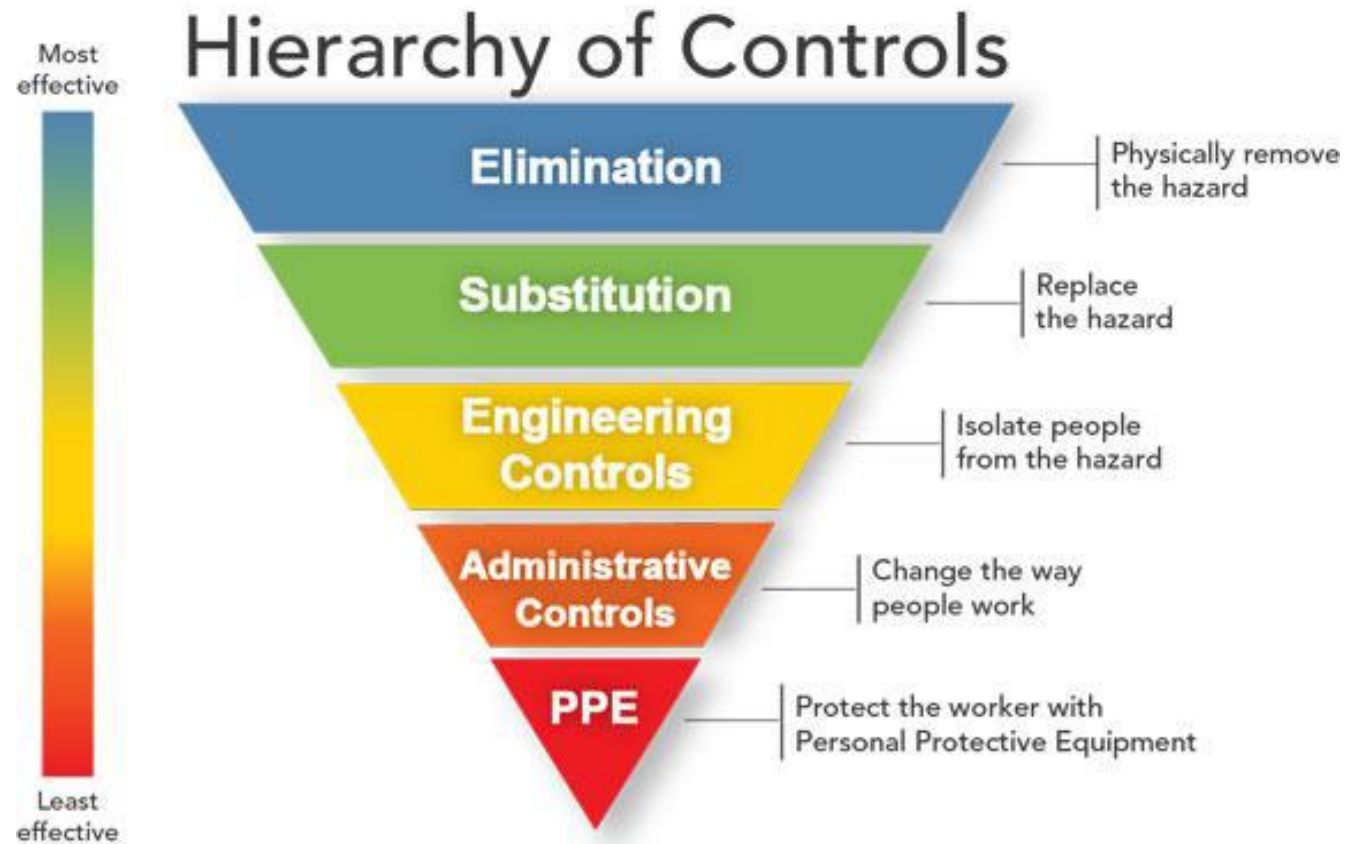 Hierarchy of Controls
Most
effective
Elimination
Physically remove
the hazard
Substitution
Replace
the hazard
Engineering
Controls
Isolate people
from the hazard
Administrative
Controls
Change the way
people work
PPE
Protect the worker with
Personal Protective Equipment
Least
effective